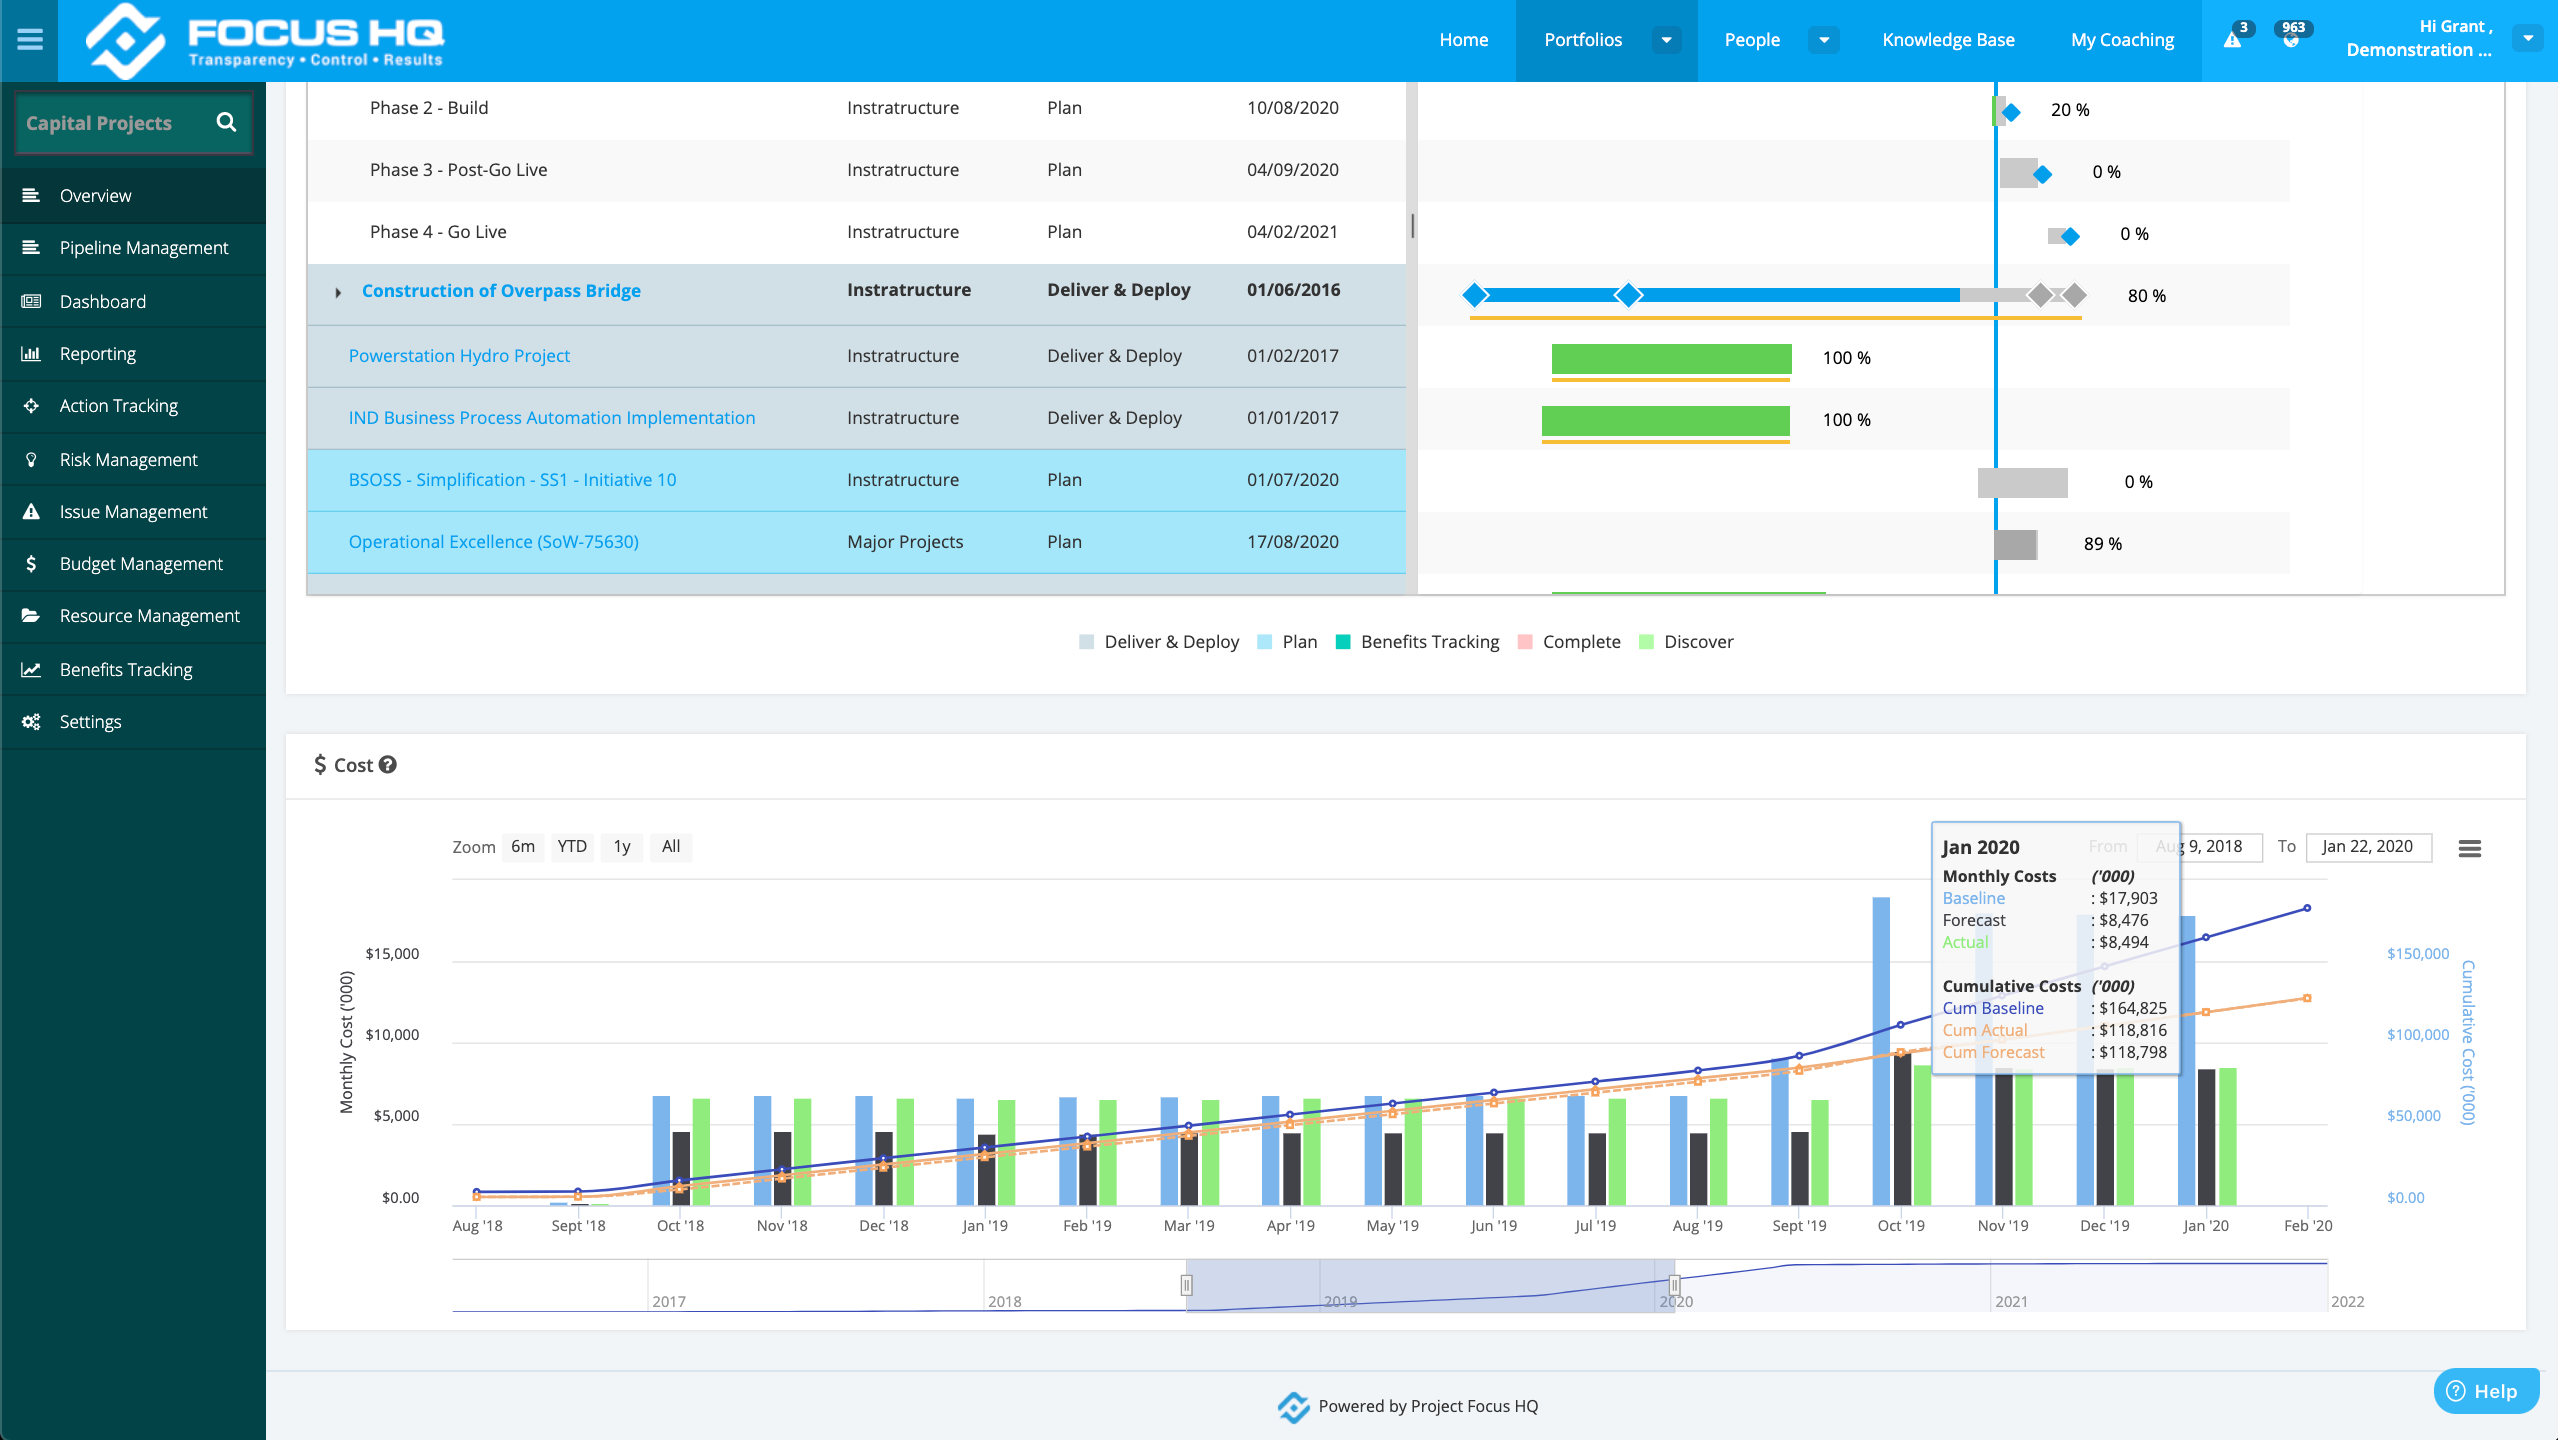 FOCUS HQ
Transparency • Control • Results
Home
Portfolios
People
Knowledge Base
My Coaching
3
963
Hi Grant ,
Demonstration ...
Capital Projects
Overview
Pipeline Management
Dashboard
Reporting
Action Tracking
Risk Management
Issue Management
Budget Management
Resource Management
Benefits Tracking
Settings
Phase 2 - Build Instratructure Plan 10/08/2020 20 %
Phase 3 - Post-Go Live Instratructure Plan 04/09/2020 0 %
Phase 4 - Go Live Instratructure Plan 04/02/2021 0 %
Construction of Overpass Bridge Instratructure Deliver & Deploy 01/06/2016 80 %
Powerstation Hydro Project Instratructure Deliver & Deploy 01/02/2017 100 %
IND Business Process Automation Implementation Instratructure Deliver & Deploy 01/01/2017 100 %
BSOSS - Simplification - SS1 - Initiative 10 Instratructure Plan 01/07/2020 0 %
Operational Excellence (SoW-75630) Major Projects Plan 17/08/2020 89 %
Deliver & Deploy Plan Benefits Tracking Complete Discover
$ Cost ?
Zoom 6m YTD 1y All
From Aug 9, 2018 To Jan 22, 2020
Jan 2020
Monthly Costs ('000)
Baseline : $17,903
Forecast : $8,476
Actual : $8,494
Cumulative Costs ('000)
Cum Baseline : $164,825
Cum Actual : $118,816
Cum Forecast : $118,798
Monthly Cost ('000)
$15,000
$10,000
$5,000
$0.00
$150,000
$100,000
$50,000
$0.00
Cumulative Cost ('000)
Aug '18 Sept '18 Oct '18 Nov '18 Dec '18 Jan '19 Feb '19 Mar '19 Apr '19 May '19 Jun '19 Jul '19 Aug '19 Sept '19 Oct '19 Nov '19 Dec '19 Jan '20 Feb '20
2017 2018 2019 2020 2021 2022
Powered by Project Focus HQ
? Help